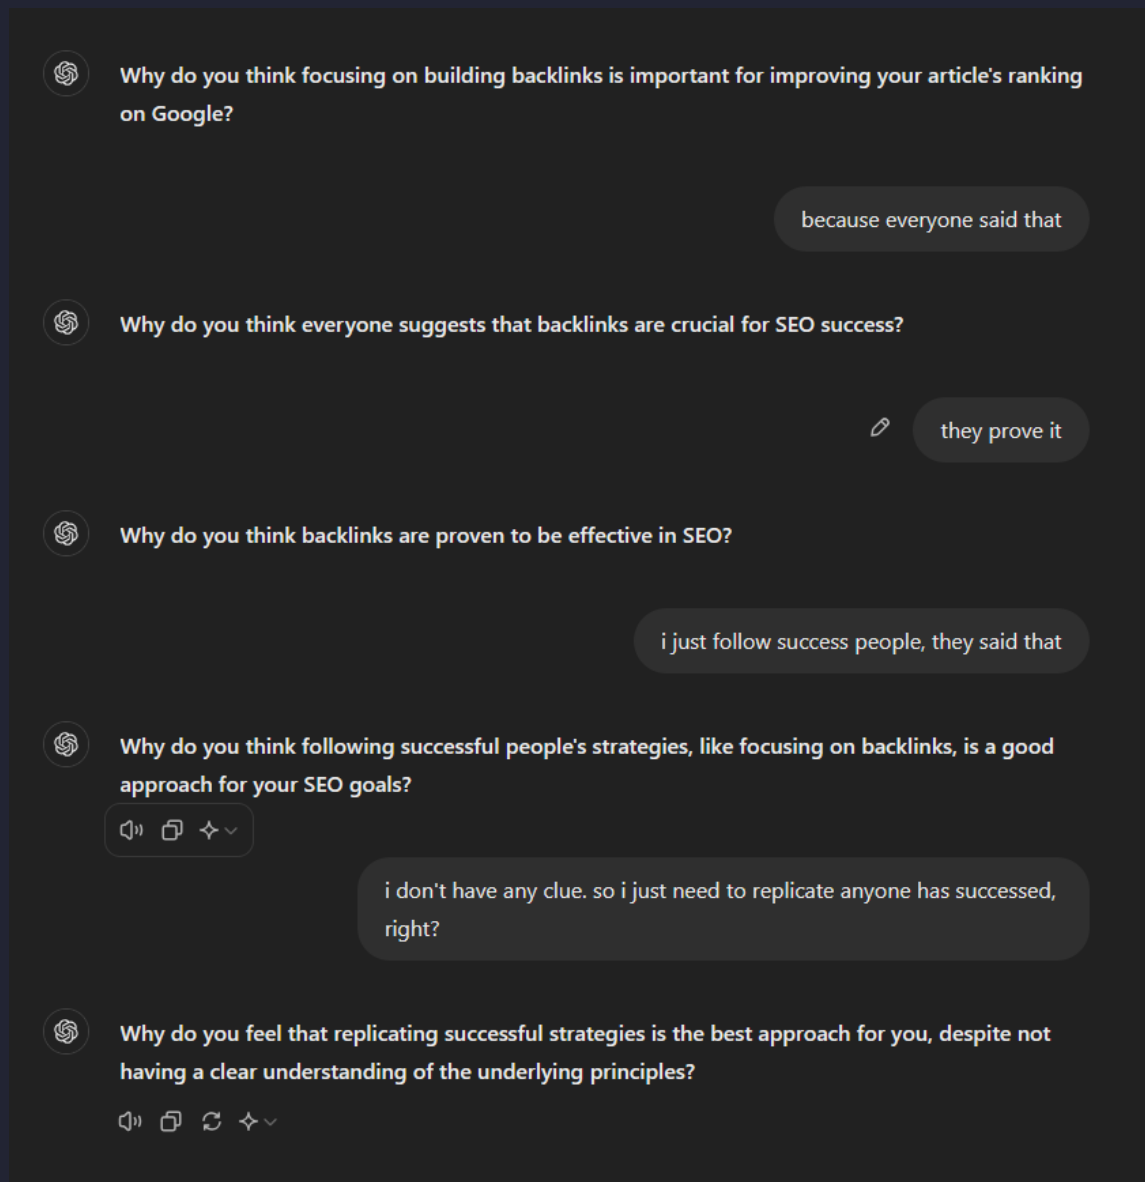 Why do you think focusing on building backlinks is important for improving your article's ranking
on Google?
because everyone said that
Why do you think everyone suggests that backlinks are crucial for SEO success?
they prove it
Why do you think backlinks are proven to be effective in SEO?
i just follow success people, they said that
Why do you think following successful people's strategies, like focusing on backlinks, is a good
approach for your SEO goals?
i don't have any clue. so i just need to replicate anyone has successed,
right?
Why do you feel that replicating successful strategies is the best approach for you, despite not
having a clear understanding of the underlying principles?